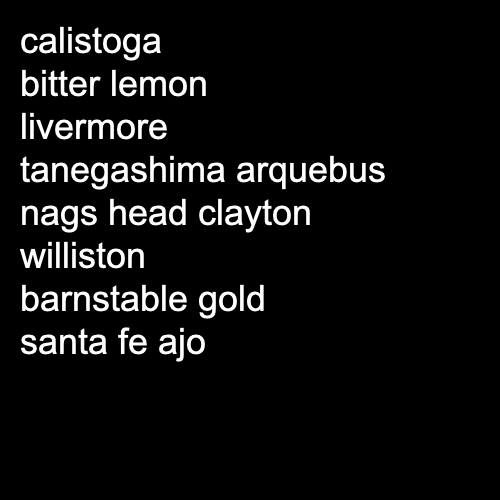 calistoga
bitter lemon
livermore
tanegashima arquebus
nags head clayton
williston
barnstable gold
santa fe ajo